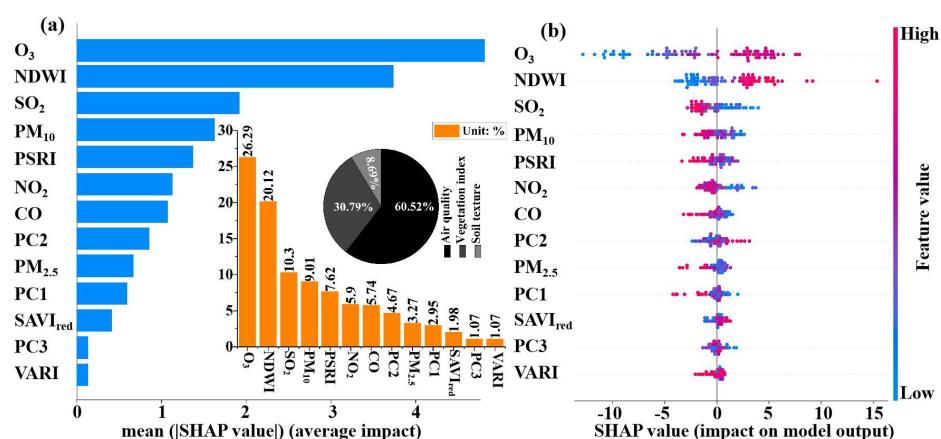 (a)
O₃
NDWI
SO₂
PM₁₀
PSRI
NO₂
CO
PC2
PM₂.₅
PC1
SAVIred
PC3
VARI
0
2
4
mean (|SHAP value|) (average impact)
30
25
20
15
10
5
0
26.29
20.12
10.3
9.01
7.62
5.9
5.74
4.67
3.27
2.95
1.98
1.07
1.07
O₃
NDWI
SO₂
PM₁₀
PSRI
NO₂
CO
PC2
PM₂.₅
PC1
SAVIred
PC3
VARI
Unit: %
8.69%
30.79%
60.52%
Air quality
Vegetation index
Soil texture
(b)
O₃
NDWI
SO₂
PM₁₀
PSRI
NO₂
CO
PC2
PM₂.₅
PC1
SAVIred
PC3
VARI
-10
-5
0
5
10
15
SHAP value (impact on model output)
High
Feature value
Low